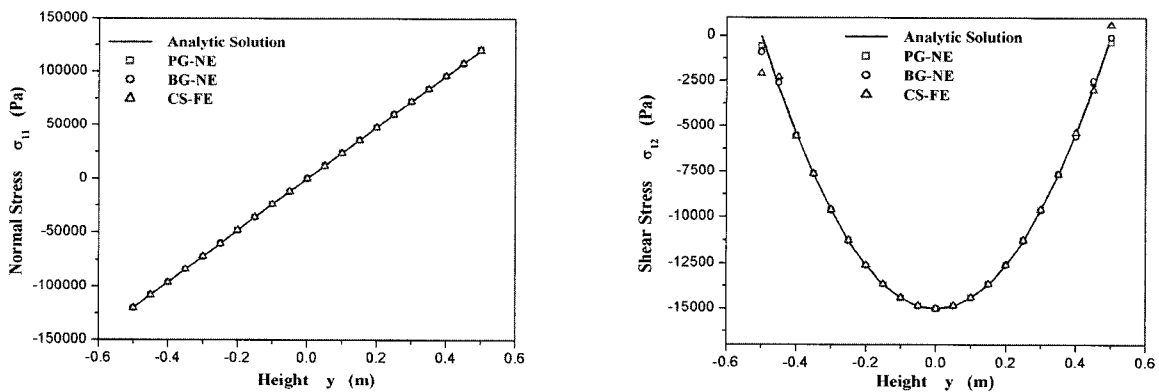 150000
100000
50000
0
-50000
-100000
-150000
Normal Stress σ11 (Pa)
Analytic Solution
PG-NE
BG-NE
CS-FE
-0.6
-0.4
-0.2
0.0
0.2
0.4
0.6
Height y (m)
0
-2500
-5000
-7500
-10000
-12500
-15000
Shear Stress σ12 (Pa)
Analytic Solution
PG-NE
BG-NE
CS-FE
-0.6
-0.4
-0.2
0.0
0.2
0.4
0.6
Height y (m)